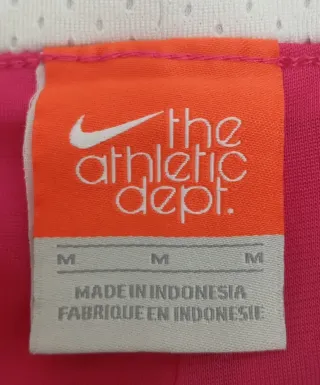 the
athletic
dept.
M M M
MADE IN INDONESIA
FABRIQUE EN INDONESIE